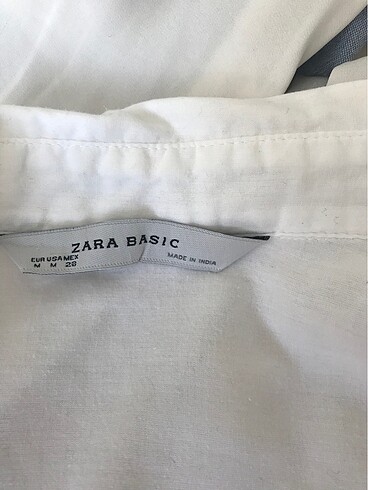 ZARA BASIC
EUR USA MEX
M M 28
MADE IN INDIA